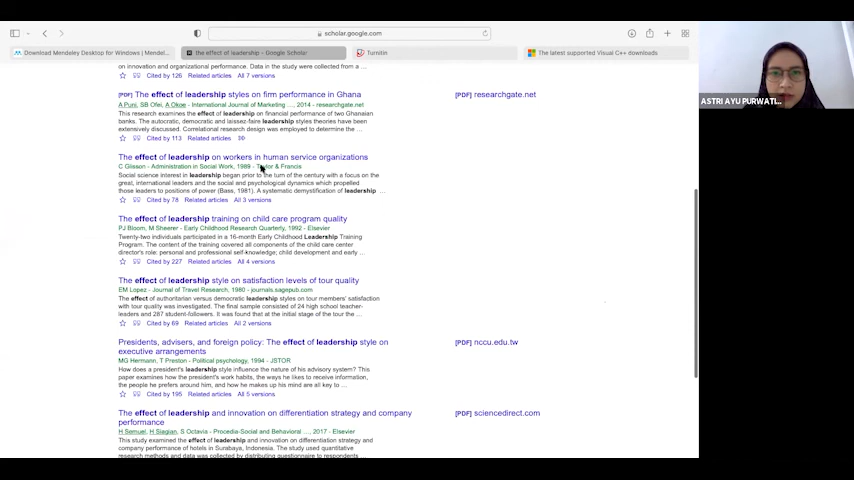 scholar.google.com
Download Mendeley Desktop for Windows | Mendel...
the effect of leadership - Google Scholar
Turnitin
The latest supported Visual C++ downloads
on innovation and organizational performance. Data in the study were collected from a ...
Cited by 126 Related articles All 7 versions
[PDF] The effect of leadership styles on firm performance in Ghana
[PDF] researchgate.net
A Puni, SB Ofei, A Okoe - International Journal of Marketing ..., 2014 - researchgate.net
This research examines the effect of leadership on financial performance of two Ghanaian
banks. The autocratic, democratic and laissez-faire leadership styles theories have been
extensively discussed. Correlational research design was employed to determine the ...
Cited by 113 Related articles
The effect of leadership on workers in human service organizations
C Glisson - Administration in Social Work, 1989 - Taylor & Francis
Social science interest in leadership began prior to the turn of the century with a focus on the
great, international leaders and the social and psychological dynamics which propelled
those leaders to positions of power (Bass, 1981). A systematic demystification of leadership ...
Cited by 78 Related articles All 3 versions
The effect of leadership training on child care program quality
PJ Bloom, M Sheerer - Early Childhood Research Quarterly, 1992 - Elsevier
Twenty-two individuals participated in a 16-month Early Childhood Leadership Training
Program. The content of the training covered all components of the child care center
director's role: personal and professional self-knowledge; child development and early ...
Cited by 227 Related articles All 4 versions
The effect of leadership style on satisfaction levels of tour quality
EM Lopez - Journal of Travel Research, 1980 - journals.sagepub.com
The effect of authoritarian versus democratic leadership styles on tour members' satisfaction
with tour quality was investigated. The final sample consisted of 24 high school teacher-
leaders and 287 student-followers. It was found that at the initial stage of the tour the ...
Cited by 69 Related articles All 2 versions
Presidents, advisers, and foreign policy: The effect of leadership style on
executive arrangements
[PDF] nccu.edu.tw
MG Hermann, T Preston - Political psychology, 1994 - JSTOR
How does a president's leadership style influence the nature of his advisory system? This
paper explores how the president's work habits, the ways he likes to receive information,
the people he prefers around him, and how he makes up his mind are all key to ...
Cited by 195 Related articles All 5 versions
The effect of leadership and innovation on differentiation strategy and company
performance
[PDF] sciencedirect.com
H Semuel, H Siagian, S Octavia - Procedia-Social and Behavioral ..., 2017 - Elsevier
This study examined the effect of leadership and innovation on differentiation strategy and
company performance of hotels in Surabaya, Indonesia. The study used quantitative
research methods and data was collected by distributing questionnaire to respondents ...
ASTRI AYU PURWATI...